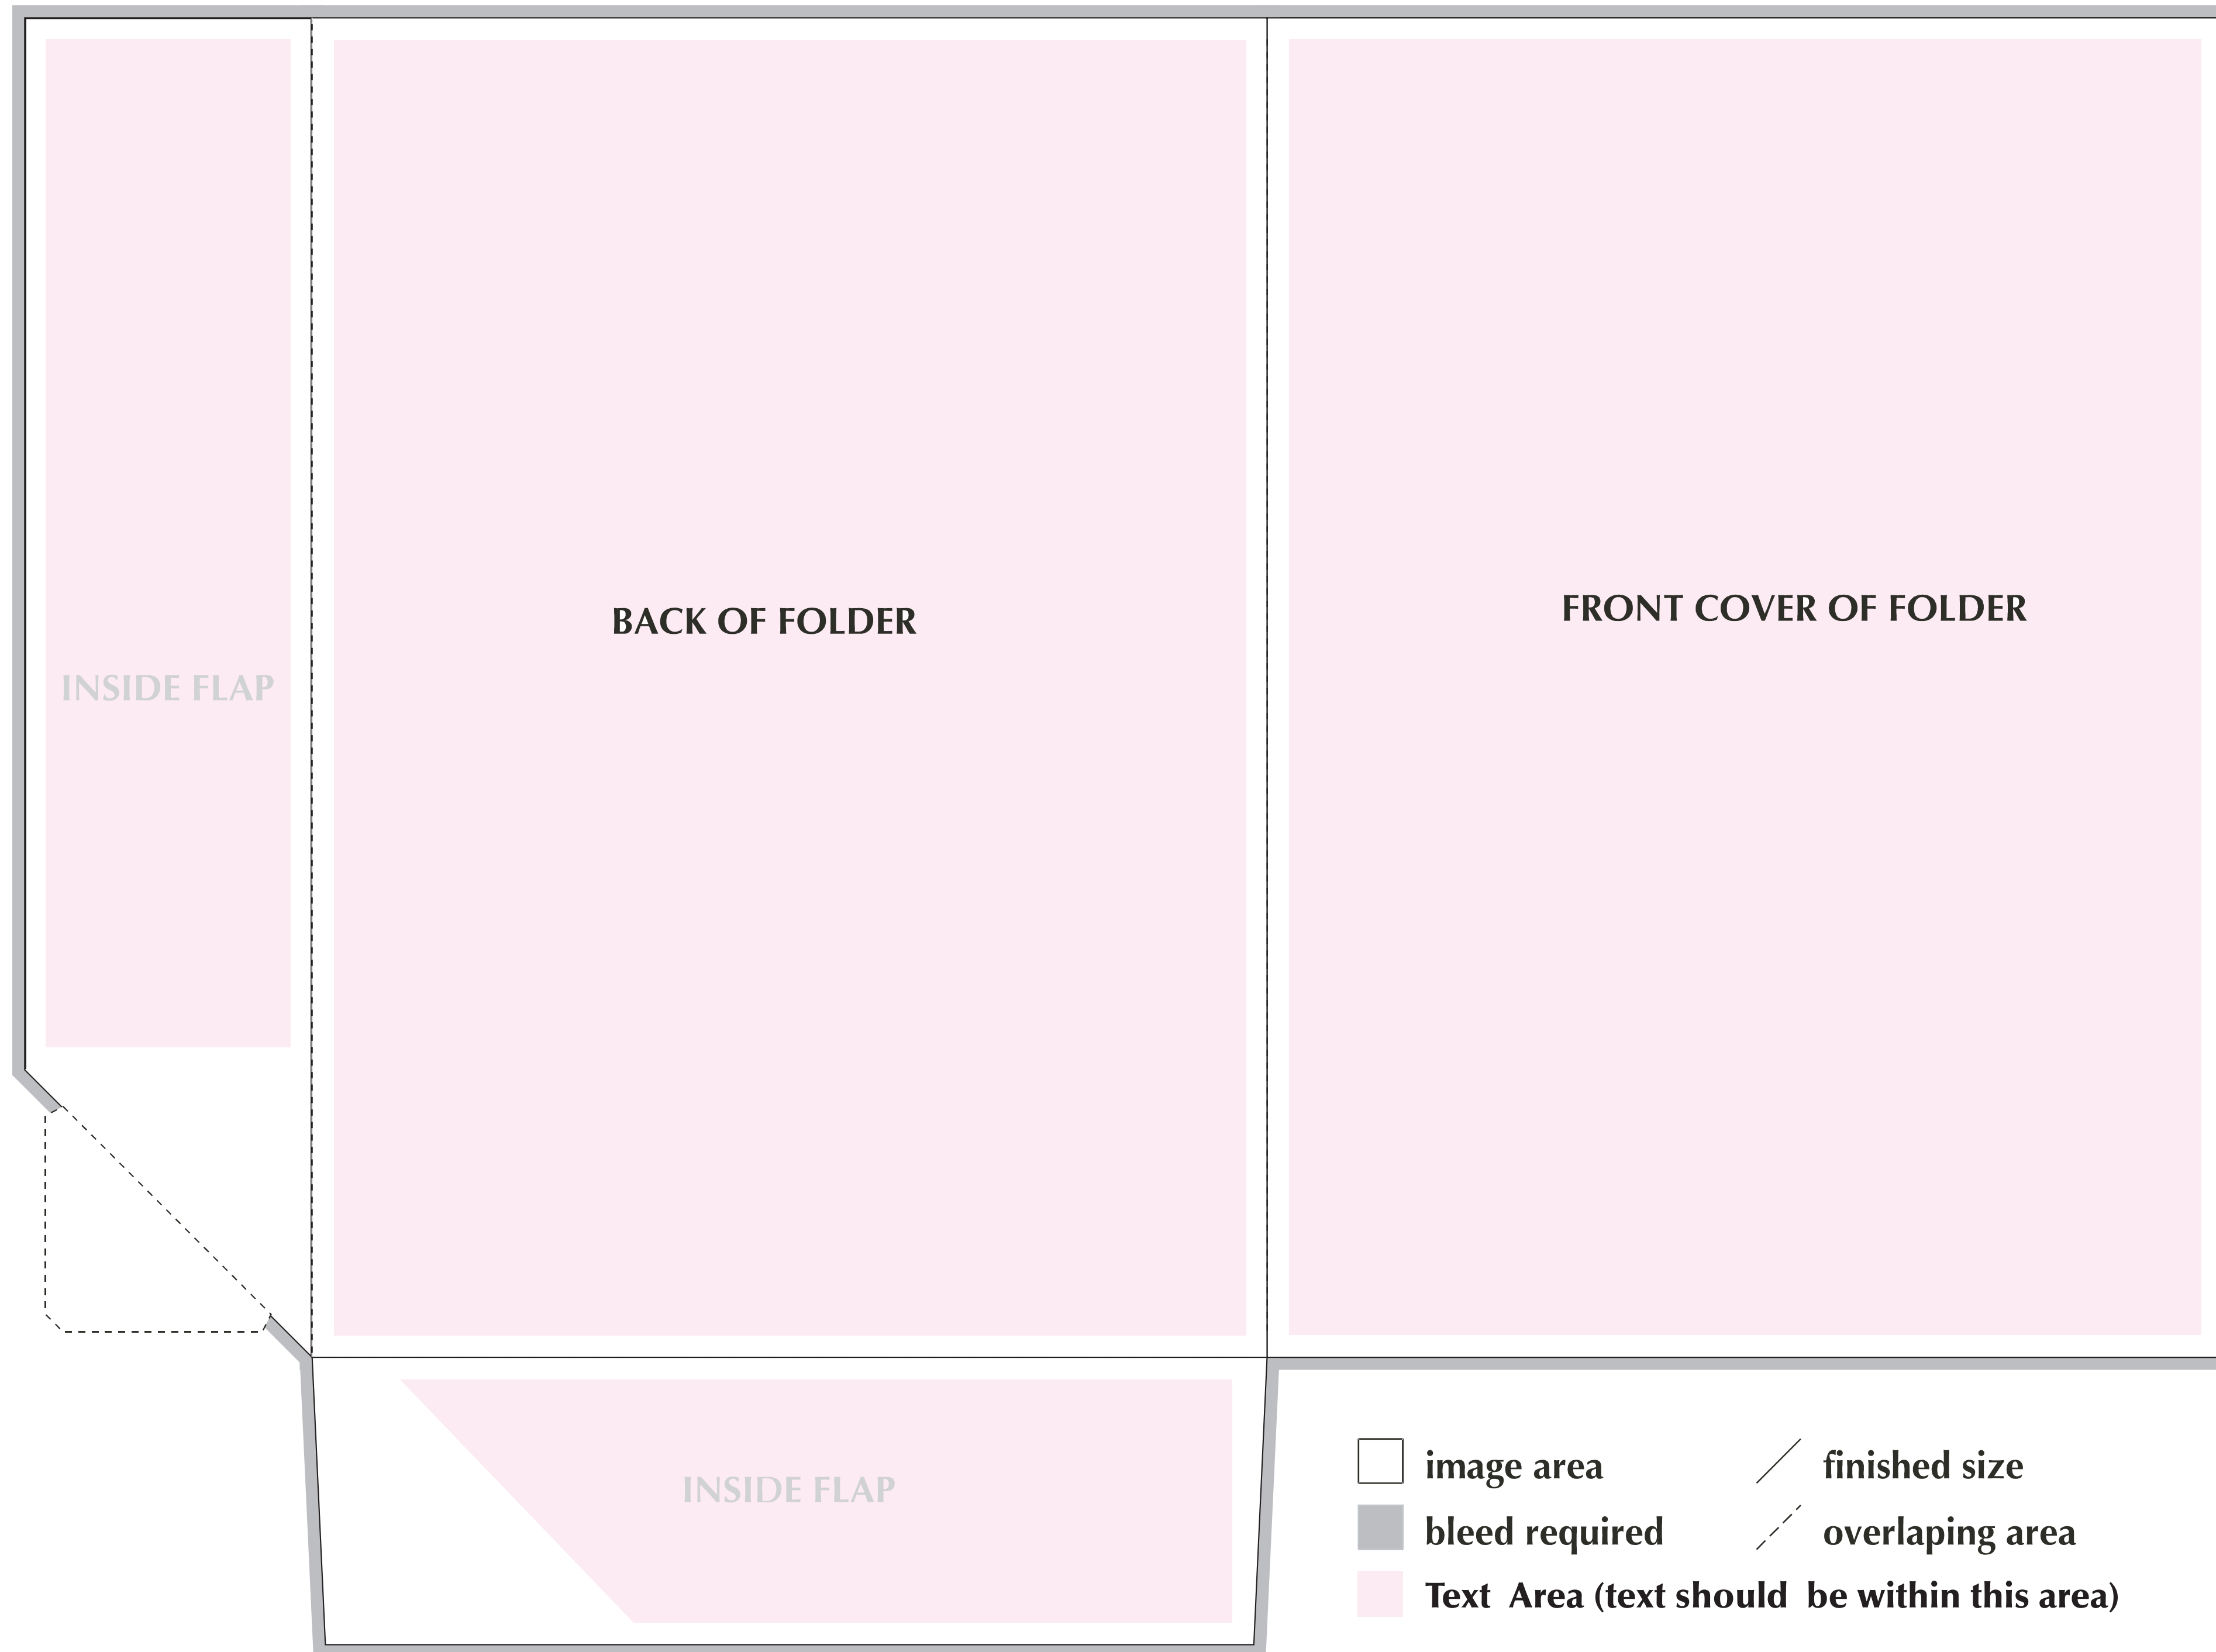 BACK OF FOLDER
FRONT COVER OF FOLDER
INSIDE FLAP
INSIDE FLAP
image area
finished size
bleed required
overlaping area
Text Area (text should be within this area)